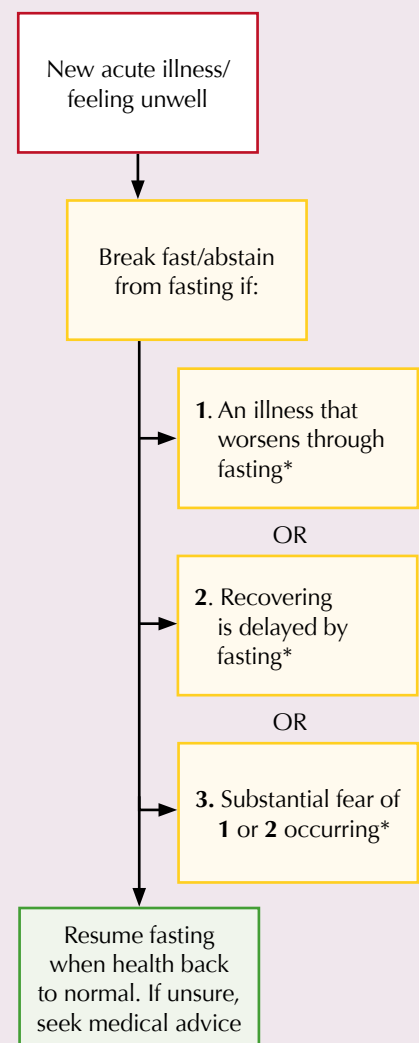 New acute illness/
feeling unwell
Break fast/abstain
from fasting if:
1. An illness that
worsens through
fasting*
OR
2. Recovering
is delayed by
fasting*
OR
3. Substantial fear of
1 or 2 occurring*
Resume fasting
when health back
to normal. If unsure,
seek medical advice